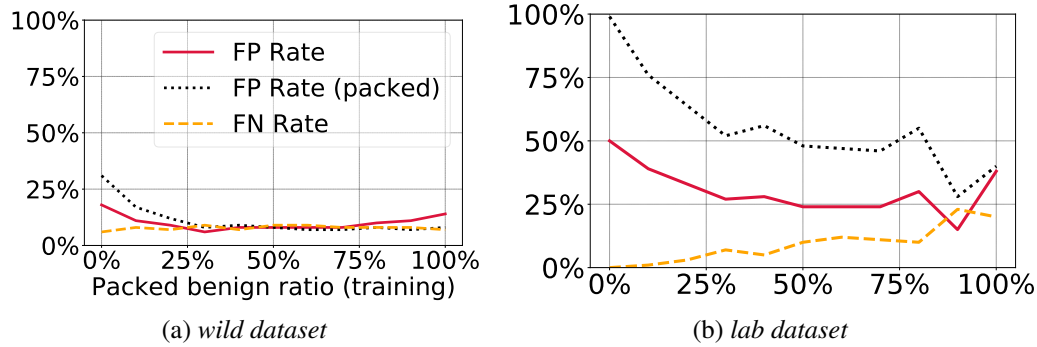 100%
75%
50%
25%
0%
FP Rate
FP Rate (packed)
FN Rate
0% 25% 50% 75% 100%
Packed benign ratio (training)
(a) wild dataset
100%
75%
50%
25%
0%
0% 25% 50% 75% 100%
(b) lab dataset